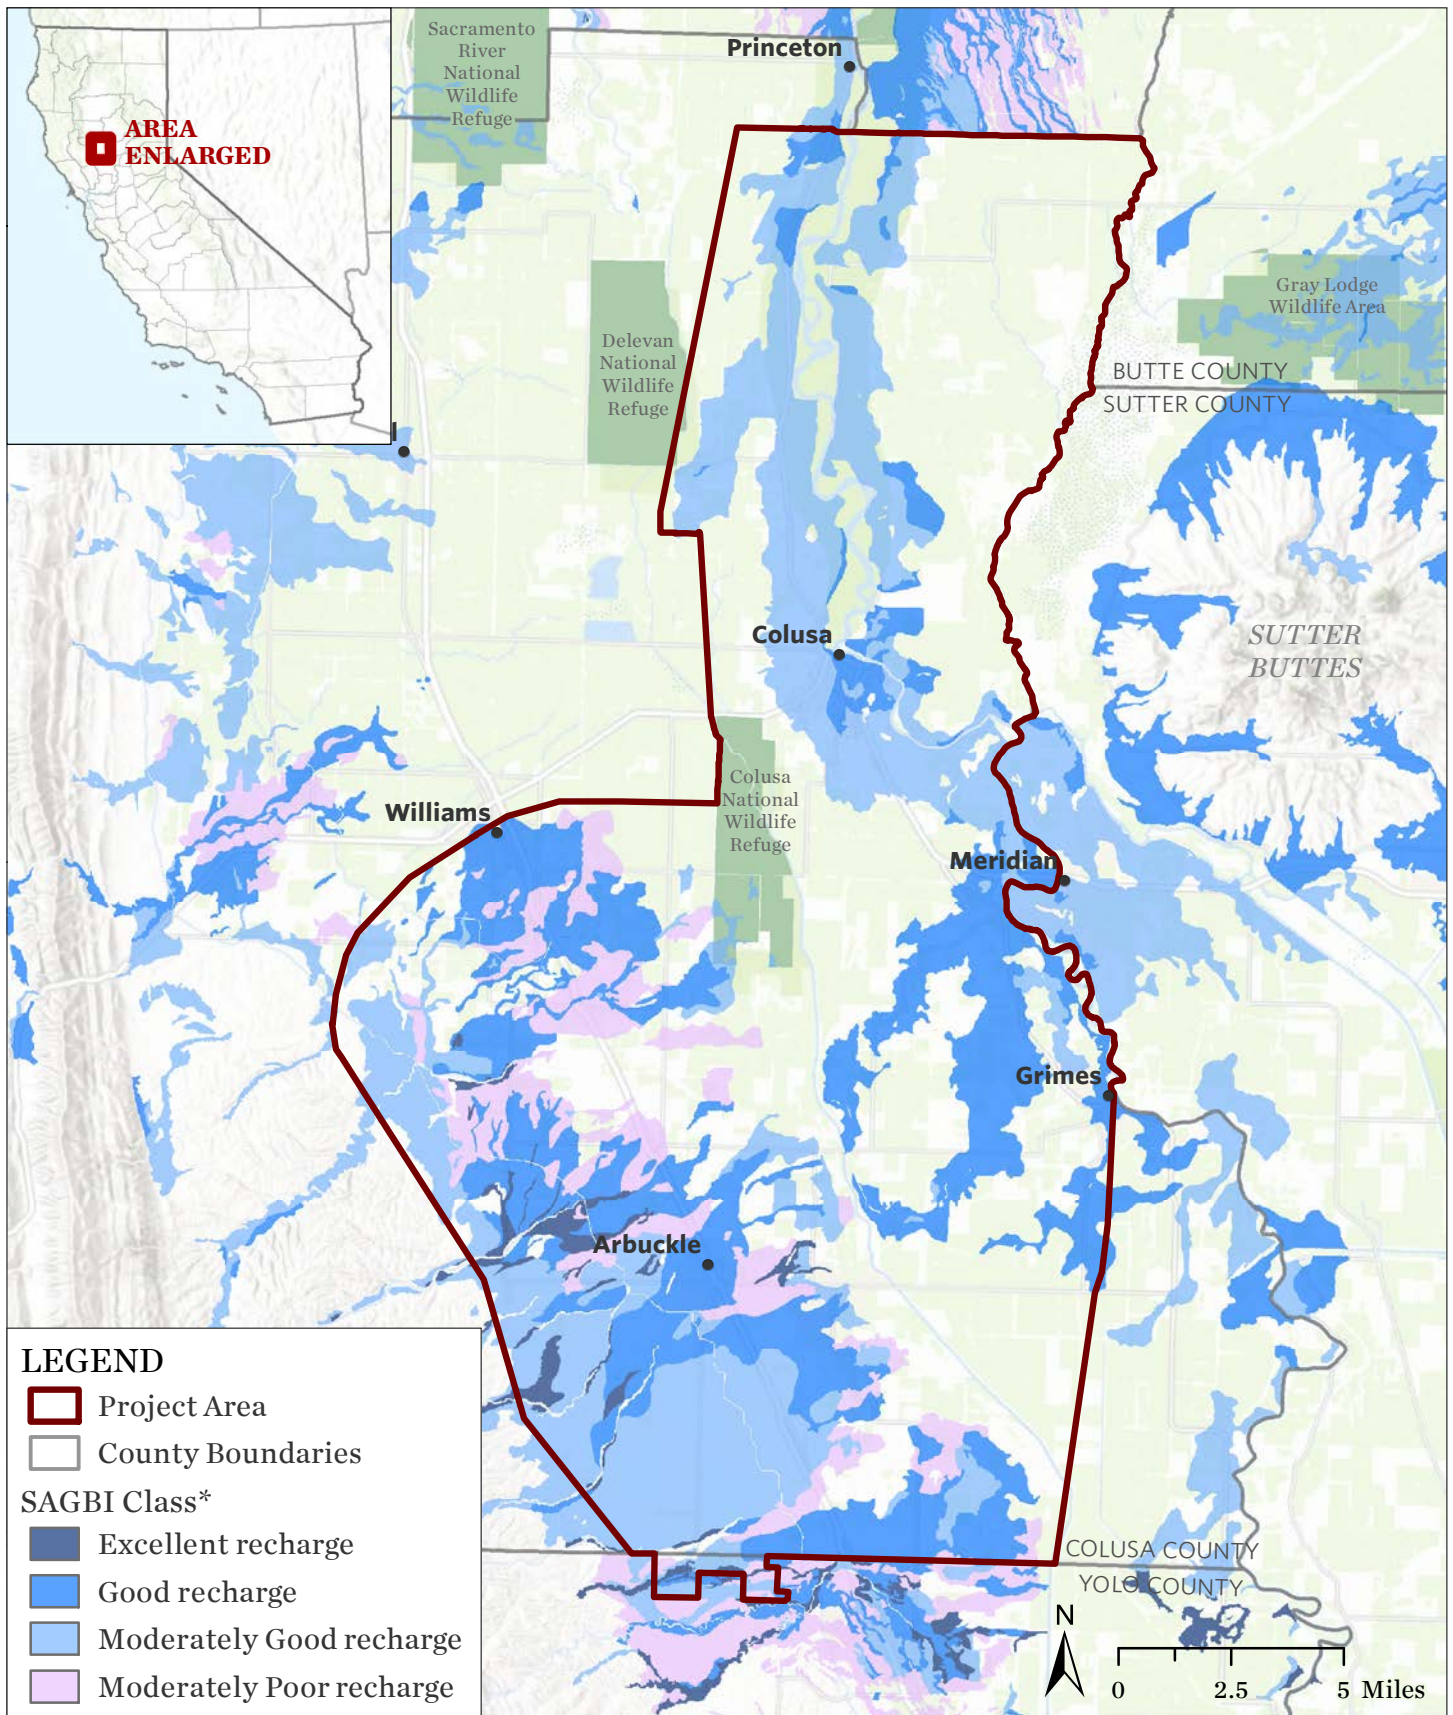 Sacramento
River
National
Wildlife
Refuge
Princeton
AREA
ENLARGED
Delevan
National
Wildlife
Refuge
Gray Lodge
Wildlife Area
BUTTE COUNTY
SUTTER COUNTY
l
Colusa
SUTTER
BUTTES
Colusa
National
Wildlife
Refuge
Williams
Meridian
Grimes
Arbuckle
LEGEND
Project Area
County Boundaries
SAGBI Class*
Excellent recharge
Good recharge
Moderately Good recharge
Moderately Poor recharge
COLUSA COUNTY
YOLO COUNTY
N
0 2.5 5 Miles